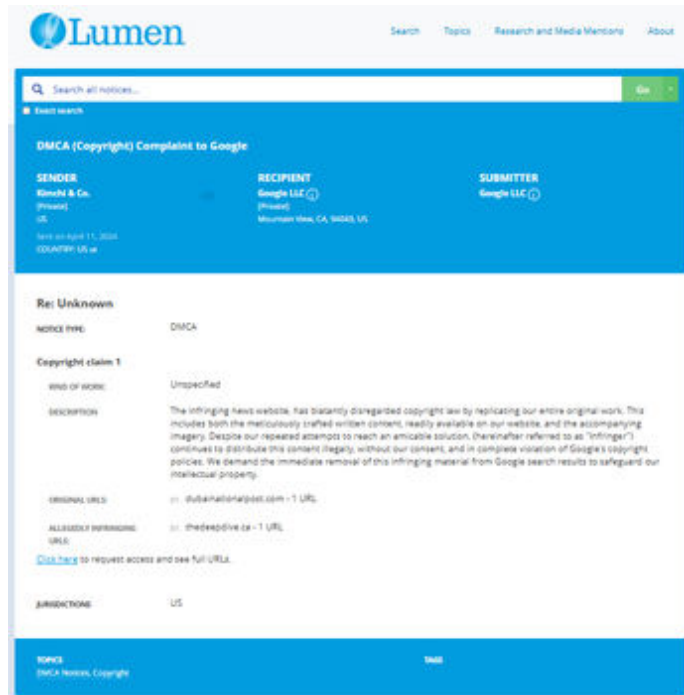 Lumen
Search Topics Research and Media Mentions About
Search all notices...
Go
Exact search
DMCA (Copyright) Complaint to Google
SENDER
Kimchi & Co.
[Private]
US
Sent on April 11, 2024
COUNTRY: US
RECIPIENT
Google LLC
[Private]
Mountain View, CA, 94043, US
SUBMITTER
Google LLC
Re: Unknown
NOTICE TYPE: DMCA
Copyright claim 1
KIND OF WORK: Unspecified
DESCRIPTION The infringing news website, has blatantly disregarded copyright law by replicating our entire original work. This
includes both the meticulously crafted written content, readily available on our website, and the accompanying
imagery. Despite our repeated attempts to reach an amicable solution, (hereinafter referred to as "Infringer")
continues to distribute this content illegally, without our consent, and in complete violation of Google's copyright
policies. We demand the immediate removal of this infringing material from Google search results to safeguard our
intellectual property.
ORIGINAL URLS: dubainationalpost.com - 1 URL
ALLEGEDLY INFRINGING
URLS: thedeepdive.ca - 1 URL
Click here to request access and see full URLs.
JURISDICTIONS US
TOPICS
DMCA Notices, Copyright
TAGS